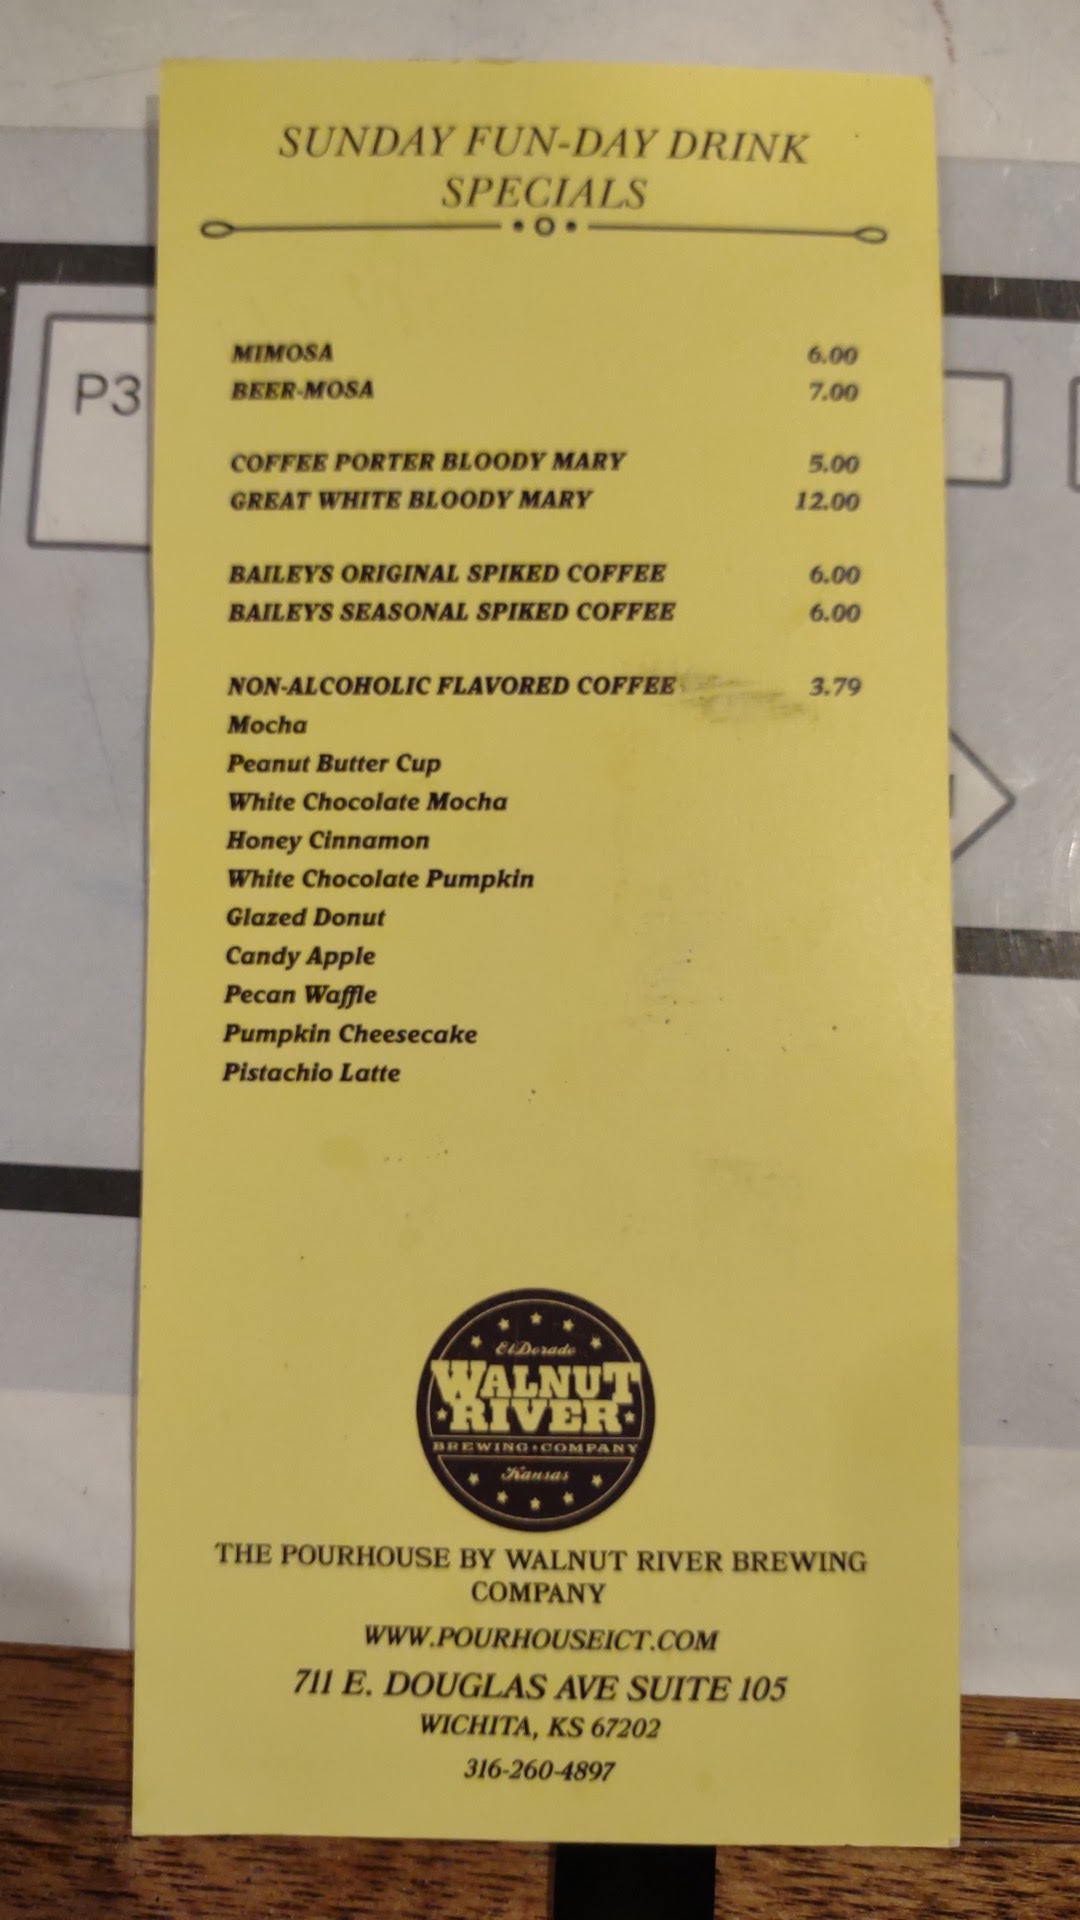 SUNDAY FUN-DAY DRINK
SPECIALS
MIMOSA 6.00
BEER-MOSA 7.00
COFFEE PORTER BLOODY MARY 5.00
GREAT WHITE BLOODY MARY 12.00
BAILEYS ORIGINAL SPIKED COFFEE 6.00
BAILEYS SEASONAL SPIKED COFFEE 6.00
NON-ALCOHOLIC FLAVORED COFFEE 3.79
Mocha
Peanut Butter Cup
White Chocolate Mocha
Honey Cinnamon
White Chocolate Pumpkin
Glazed Donut
Candy Apple
Pecan Waffle
Pumpkin Cheesecake
Pistachio Latte
El Dorado
WALNUT
RIVER
BREWING COMPANY
Kansas
THE POURHOUSE BY WALNUT RIVER BREWING
COMPANY
WWW.POURHOUSEICT.COM
711 E. DOUGLAS AVE SUITE 105
WICHITA, KS 67202
316-260-4897
P3